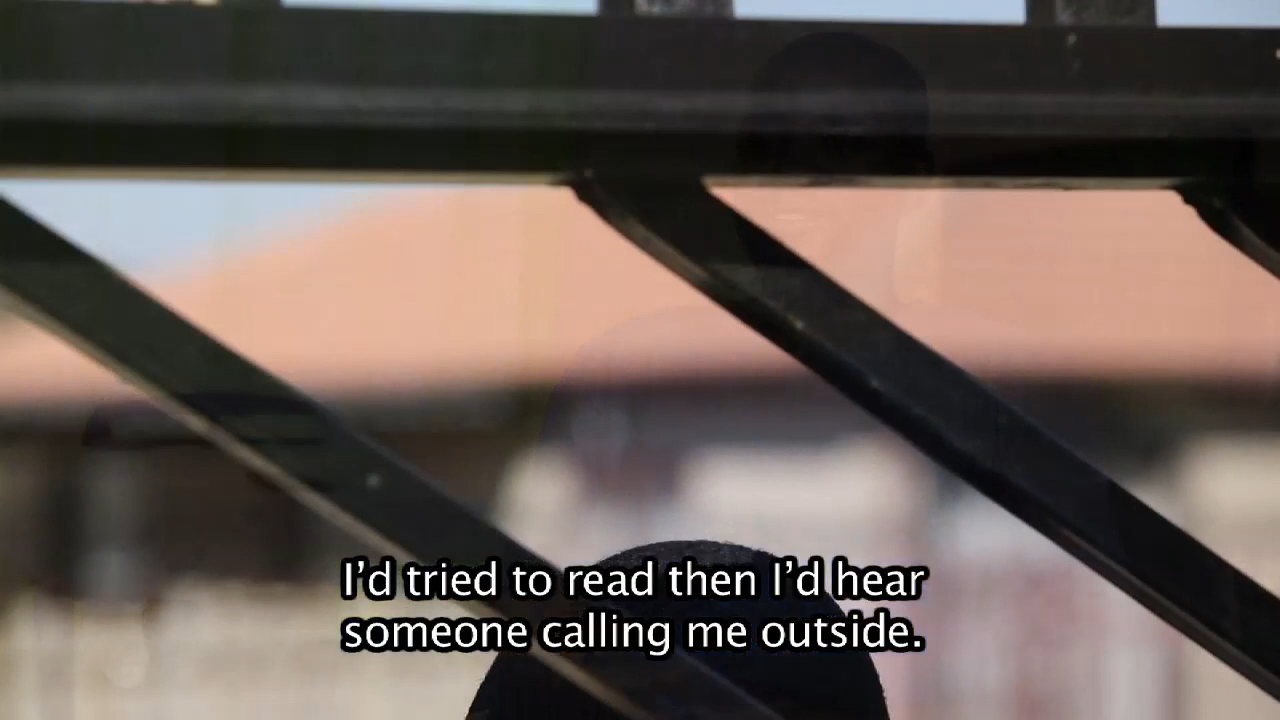 I’d tried to read then I’d hear
someone calling me outside.